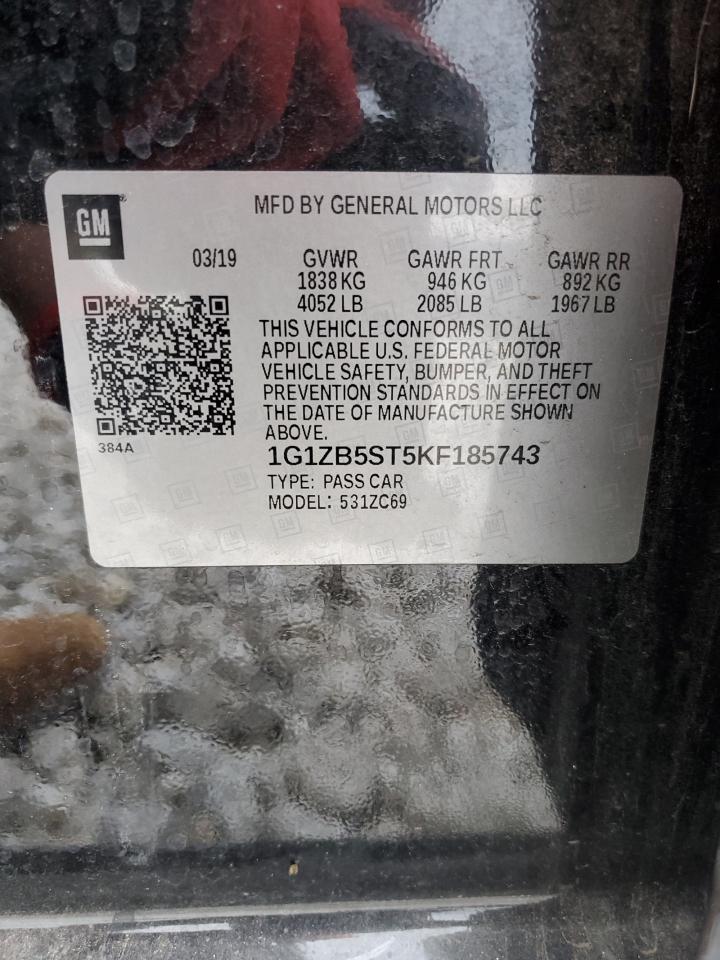 GM
MFD BY GENERAL MOTORS LLC
03/19 GVWR GAWR FRT GAWR RR
1838 KG 946 KG 892 KG
4052 LB 2085 LB 1967 LB
THIS VEHICLE CONFORMS TO ALL
APPLICABLE U.S. FEDERAL MOTOR
VEHICLE SAFETY, BUMPER, AND THEFT
PREVENTION STANDARDS IN EFFECT ON
THE DATE OF MANUFACTURE SHOWN
ABOVE.
384A
1G1ZB5ST5KF185743
TYPE: PASS CAR
MODEL: 531ZC69